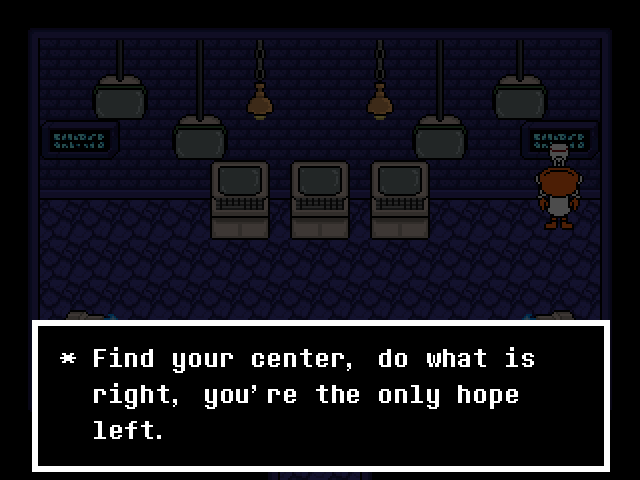 * Find your center, do what is
right, you're the only hope
left.